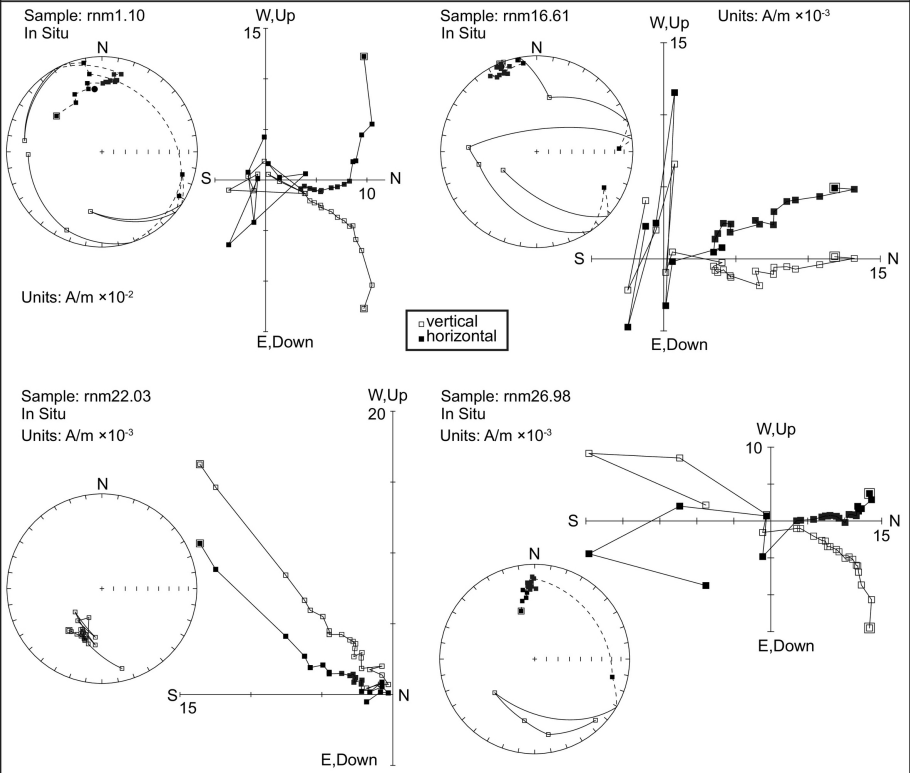 Sample: rnm1.10
In Situ
N
W,Up
15
S
10
N
E,Down
Units: A/m ×10-2
Sample: rnm16.61
In Situ
Units: A/m ×10-3
N
W,Up
15
S
15
N
E,Down
vertical
horizontal
Sample: rnm22.03
In Situ
Units: A/m ×10-3
N
W,Up
20
S
15
N
E,Down
Sample: rnm26.98
In Situ
Units: A/m ×10-3
W,Up
10
S
N
15
E,Down
N